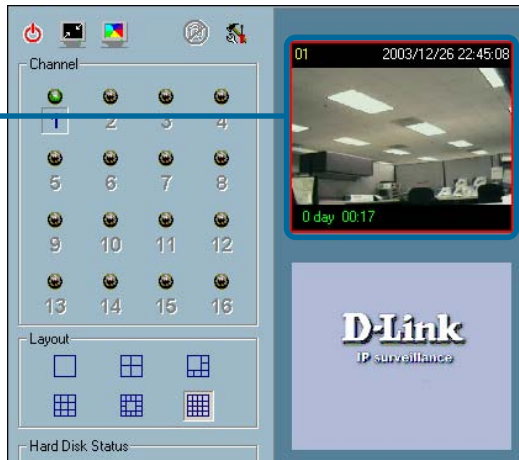 Channel
1 2 3 4
5 6 7 8
9 10 11 12
13 14 15 16
Layout
Hard Disk Status
01 2003/12/26 22:45:08
0 day 00:17
D-Link
IP surveillance